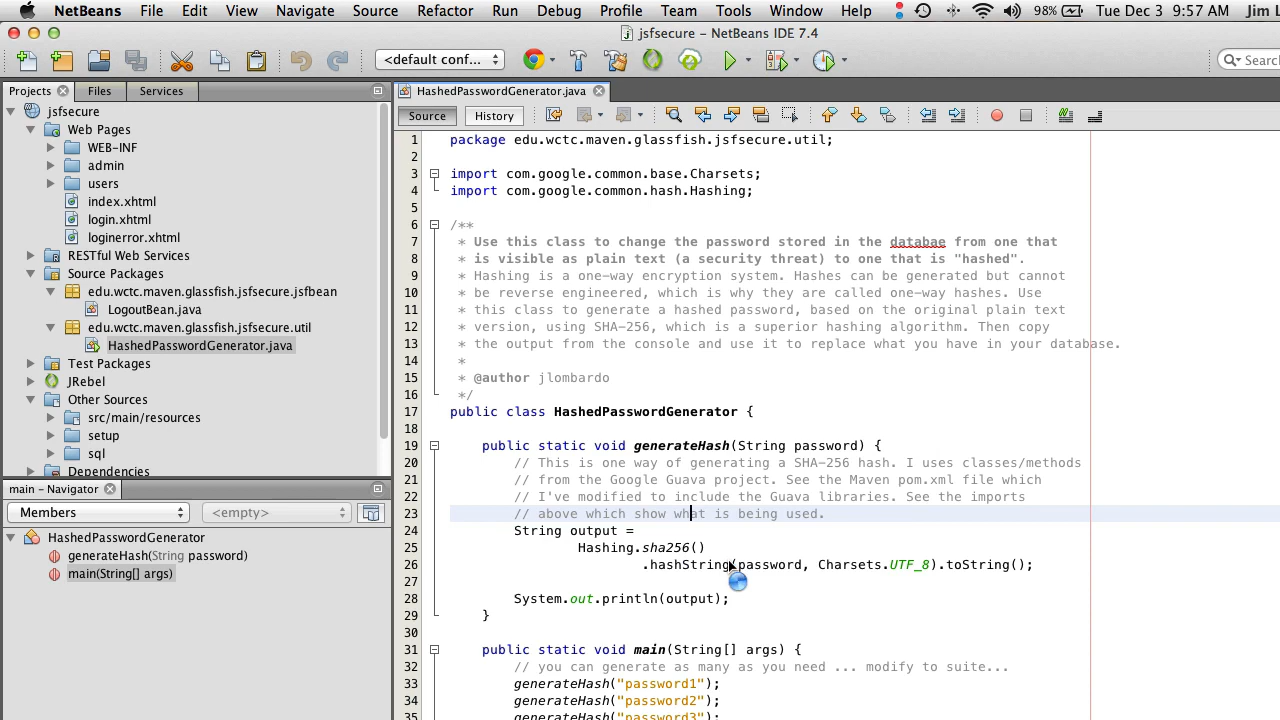 NetBeans File Edit View Navigate Source Refactor Run Debug Profile Team Tools Window Help 98% Tue Dec 3 9:57 AM Jim L
jsfsecure – NetBeans IDE 7.4
<default conf... Searc
Projects Files Services
HashedPasswordGenerator.java
Source History
jsfsecure
Web Pages
WEB-INF
admin
users
index.xhtml
login.xhtml
loginerror.xhtml
RESTful Web Services
Source Packages
edu.wctc.maven.glassfish.jsfsecure.jsfbean
LogoutBean.java
edu.wctc.maven.glassfish.jsfsecure.util
HashedPasswordGenerator.java
Test Packages
JRebel
Other Sources
src/main/resources
setup
sql
Dependencies
main – Navigator
Members <empty>
HashedPasswordGenerator
generateHash(String password)
main(String[] args)
1 package edu.wctc.maven.glassfish.jsfsecure.util;
2
3 import com.google.common.base.Charsets;
4 import com.google.common.hash.Hashing;
5
6 /**
7 * Use this class to change the password stored in the databae from one that
8 * is visible as plain text (a security threat) to one that is "hashed".
9 * Hashing is a one-way encryption system. Hashes can be generated but cannot
10 * be reverse engineered, which is why they are called one-way hashes. Use
11 * this class to generate a hashed password, based on the original plain text
12 * version, using SHA-256, which is a superior hashing algorithm. Then copy
13 * the output from the console and use it to replace what you have in your database.
14 *
15 * @author jlombardo
16 */
17 public class HashedPasswordGenerator {
18
19 public static void generateHash(String password) {
20 // This is one way of generating a SHA-256 hash. I uses classes/methods
21 // from the Google Guava project. See the Maven pom.xml file which
22 // I've modified to include the Guava libraries. See the imports
23 // above which show what is being used.
24 String output =
25 Hashing.sha256()
26 .hashString(password, Charsets.UTF_8).toString();
27
28 System.out.println(output);
29 }
30
31 public static void main(String[] args) {
32 // you can generate as many as you need ... modify to suite...
33 generateHash("password1");
34 generateHash("password2");
35 generateHash("password3");